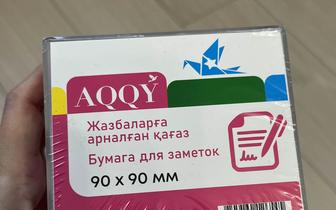 AQQY
Жазбаларға
арналған қағаз
Бумага для заметок
90 х 90 мм